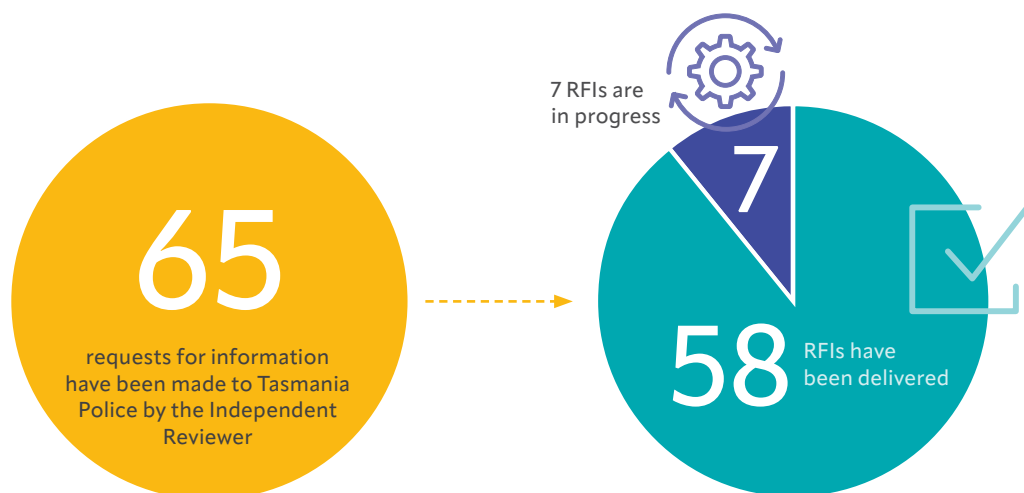 65
requests for information
have been made to Tasmania
Police by the Independent
Reviewer
7 RFIs are
in progress
7
58
RFIs have
been delivered